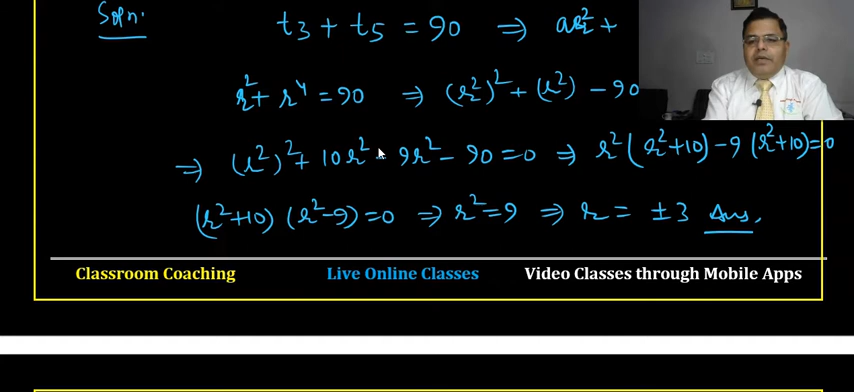 Soln.
t₃ + t₅ = 90 ⇒ ar² +
r² + r⁴ = 90 ⇒ (r²)² + (r²) - 90
⇒ (r²)² + 10r² - 9r² - 90 = 0 ⇒ r²(r²+10) - 9(r²+10) = 0
(r²+10) (r²-9) = 0 ⇒ r² = 9 ⇒ r = ±3 Ans.
Classroom Coaching Live Online Classes Video Classes through Mobile Apps